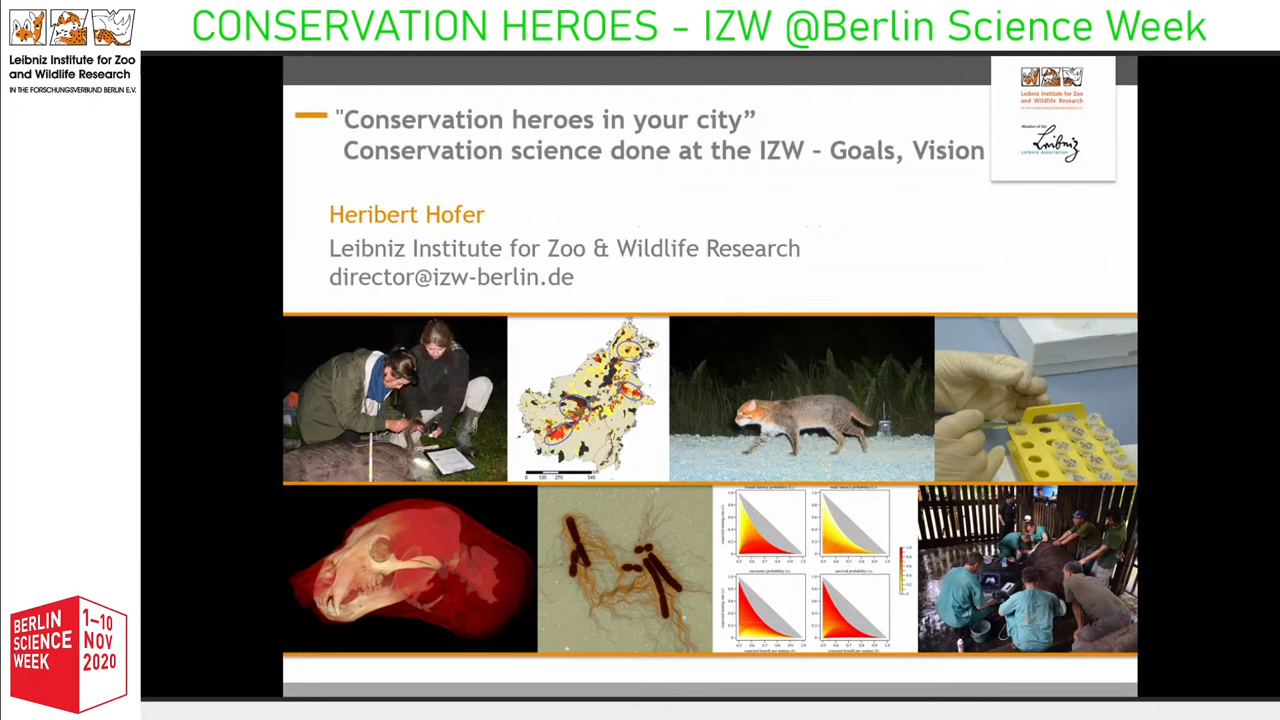 CONSERVATION HEROES - IZW @Berlin Science Week
Leibniz Institute for Zoo
and Wildlife Research
IN THE FORSCHUNGSVERBUND BERLIN E.V.
"Conservation heroes in your city”
Conservation science done at the IZW – Goals, Vision
Leibniz Institute for Zoo
and Wildlife Research
Member of the
Leibniz
Leibniz Association
Heribert Hofer
Leibniz Institute for Zoo & Wildlife Research
director@izw-berlin.de
BERLIN
SCIENCE
WEEK
1–10
NOV
2020